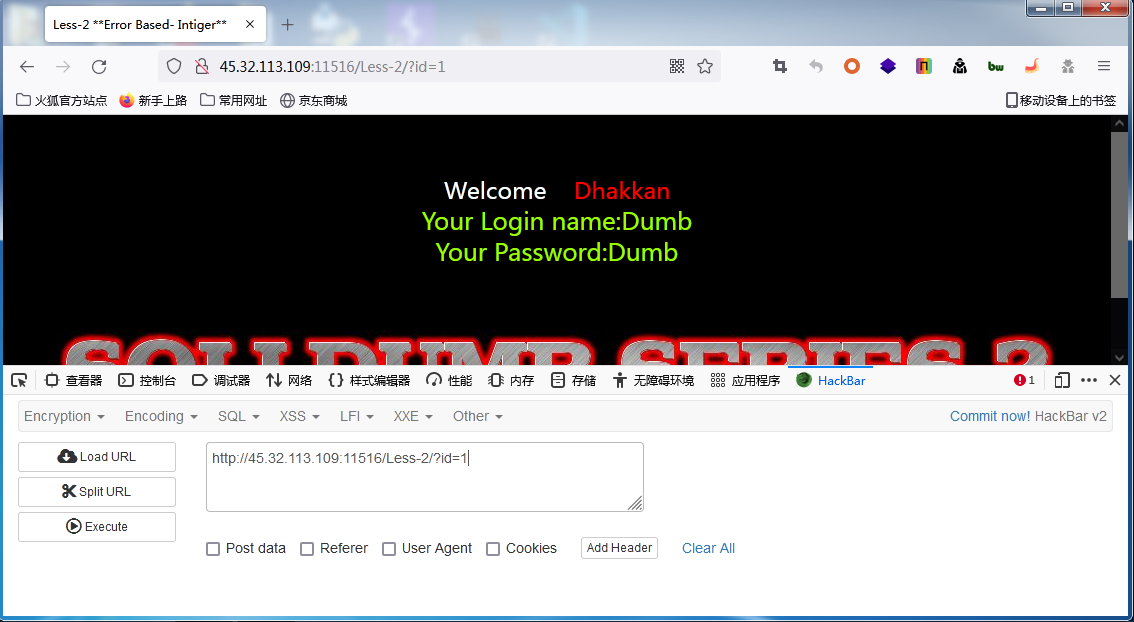 Less-2 **Error Based- Intiger**
45.32.113.109:11516/Less-2/?id=1
火狐官方站点 新手上路 常用网址 京东商城 移动设备上的书签
Welcome Dhakkan
Your Login name:Dumb
Your Password:Dumb
查看器 控制台 调试器 网络 样式编辑器 性能 内存 存储 无障碍环境 应用程序 HackBar 1
Encryption Encoding SQL XSS LFI XXE Other Commit now! HackBar v2
Load URL
http://45.32.113.109:11516/Less-2/?id=1
Split URL
Execute
Post data Referer User Agent Cookies Add Header Clear All